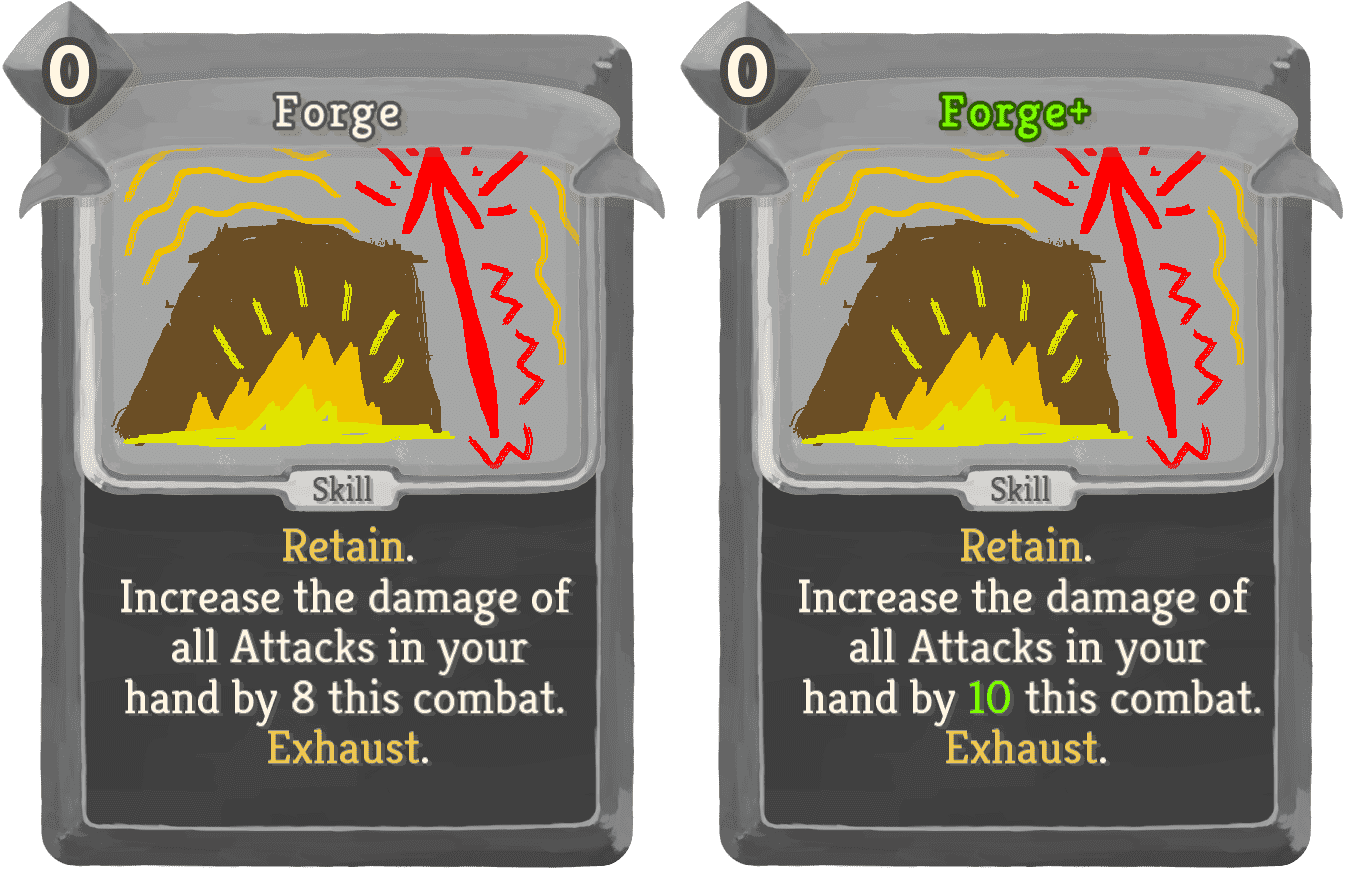 0
Forge
Skill
Retain.
Increase the damage of
all Attacks in your
hand by 8 this combat.
Exhaust.
0
Forge+
Skill
Retain.
Increase the damage of
all Attacks in your
hand by 10 this combat.
Exhaust.